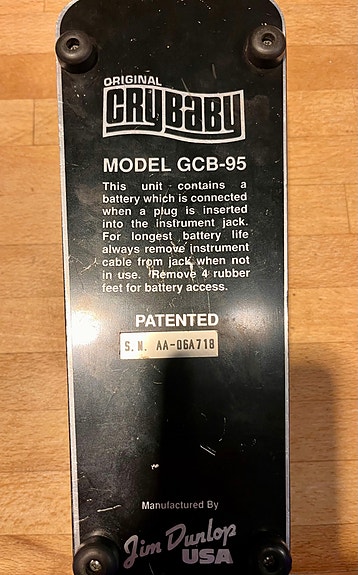 ORIGINAL
CRYBABY
MODEL GCB-95
This unit contains a
battery which is connected
when a plug is inserted
into the instrument jack.
For longest battery life
always remove instrument
cable from jack when not
in use. Remove 4 rubber
feet for battery access.
PATENTED
S.N. AA-06A718
Manufactured By
Jim Dunlop
USA